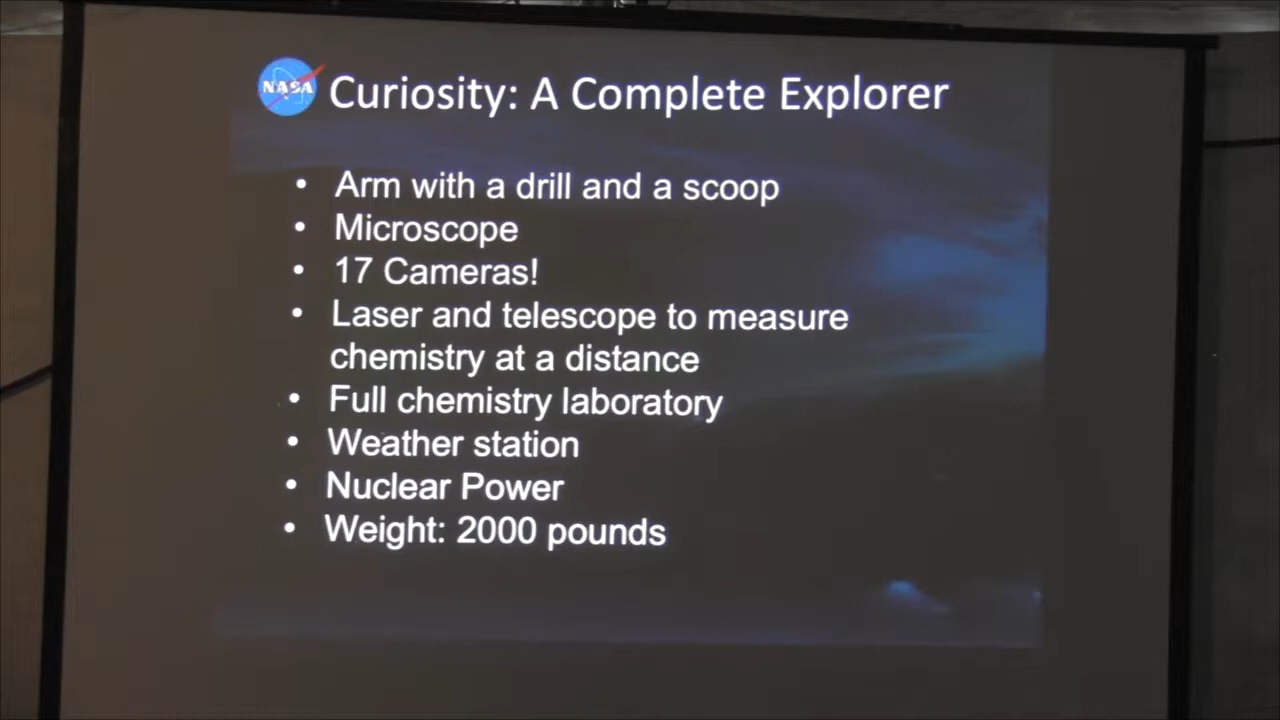 NASA Curiosity: A Complete Explorer
• Arm with a drill and a scoop
• Microscope
• 17 Cameras!
• Laser and telescope to measure
chemistry at a distance
• Full chemistry laboratory
• Weather station
• Nuclear Power
• Weight: 2000 pounds